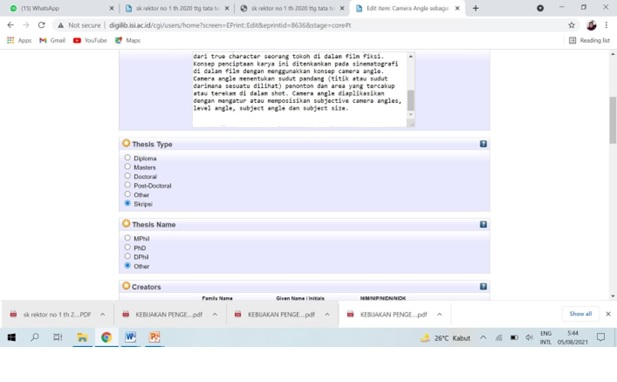 (15) WhatsApp
sk rektor no 1 th 2020 ttg tata tu
sk rektor no 1 th 2020 ttg tata tu
Edit item: Camera Angle sebagai
Not secure | digilib.isi.ac.id/cgi/users/home?screen=EPrint:Edit&eprintid=8636&stage=core#t
Apps
Gmail
YouTube
Maps
Reading list
dari true character seorang tokoh di dalam film fiksi.
Konsep penciptaan karya ini ditenkankan pada sinematografi
di dalam film dengan menggunakkan konsep camera angle.
Camera angle menentukan sudut pandang (titik atau sudut
darimana sesuatu dilihat) penonton dan area yang tercakup
atau terekam di dalam shot. Camera angle diaplikasikan
dengan mengatur atau memposisikan subjective camera angles,
level angle, subject angle dan subject size.
Thesis Type
Diploma
Masters
Doctoral
Post-Doctoral
Other
Skripsi
Thesis Name
MPhil
PhD
DPhil
Other
Creators
Family Name
Given Name / Initials
NIM/NIP/NIDN/NIDK
sk rektor no 1 th 2....PDF
KEBIJAKAN PENGE....pdf
KEBIJAKAN PENGE....pdf
KEBIJAKAN PENGE....pdf
Show all
26°C Kabut
ENG
INTL
5:44
05/08/2021